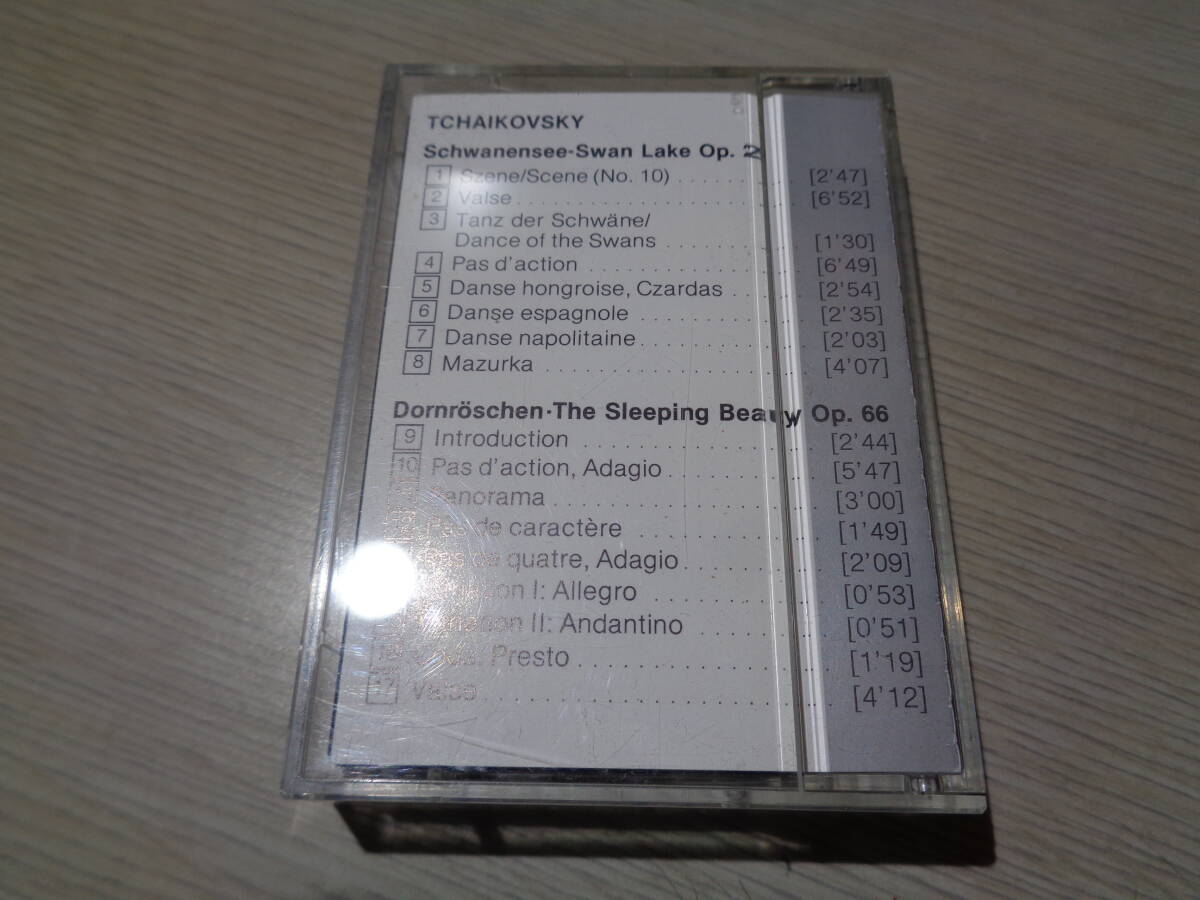 TCHAIKOVSKY
Schwanensee·Swan Lake Op. 2
1 Szene/Scene (No. 10) [2'47]
2 Valse [6'52]
3 Tanz der Schwäne/
Dance of the Swans [1'30]
4 Pas d'action [6'49]
5 Danse hongroise, Czardas [2'54]
6 Danse espagnole [2'35]
7 Danse napolitaine [2'03]
8 Mazurka [4'07]
Dornröschen·The Sleeping Beauty Op. 66
9 Introduction [2'44]
10 Pas d'action, Adagio [5'47]
Panorama [3'00]
de caractère [1'49]
Pas de quatre, Adagio [2'09]
I: Allegro [0'53]
Variation II: Andantino [0'51]
Presto [1'19]
17 Valse [4'12]